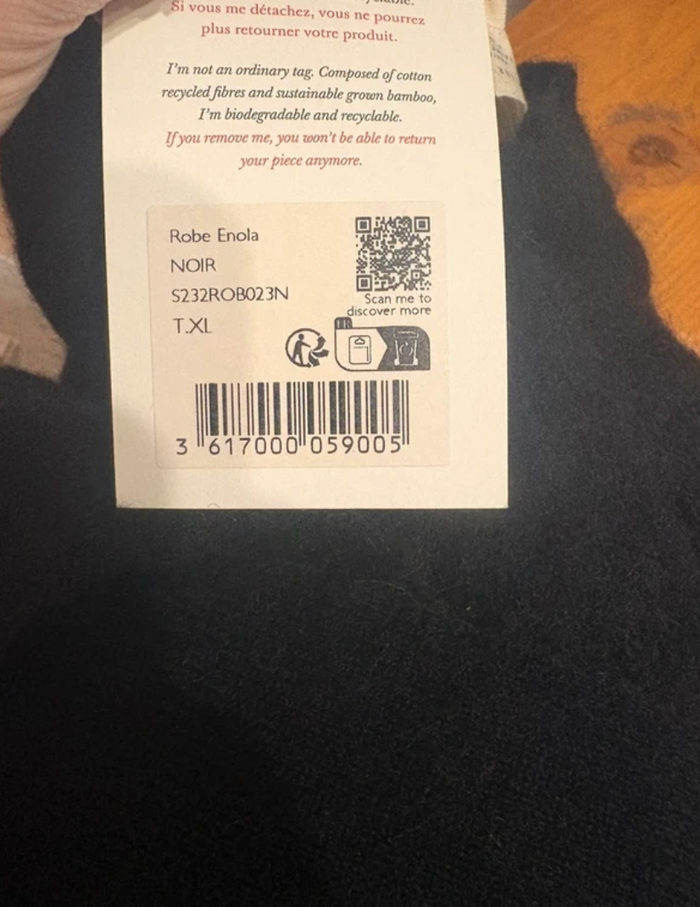 Si vous me détachez, vous ne pourrez
plus retourner votre produit.
I'm not an ordinary tag. Composed of cotton
recycled fibres and sustainable grown bamboo,
I'm biodegradable and recyclable.
If you remove me, you won't be able to return
your piece anymore.
Robe Enola
NOIR
S232ROB023N
T.XL
Scan me to
discover more
FR
3 617000 059005